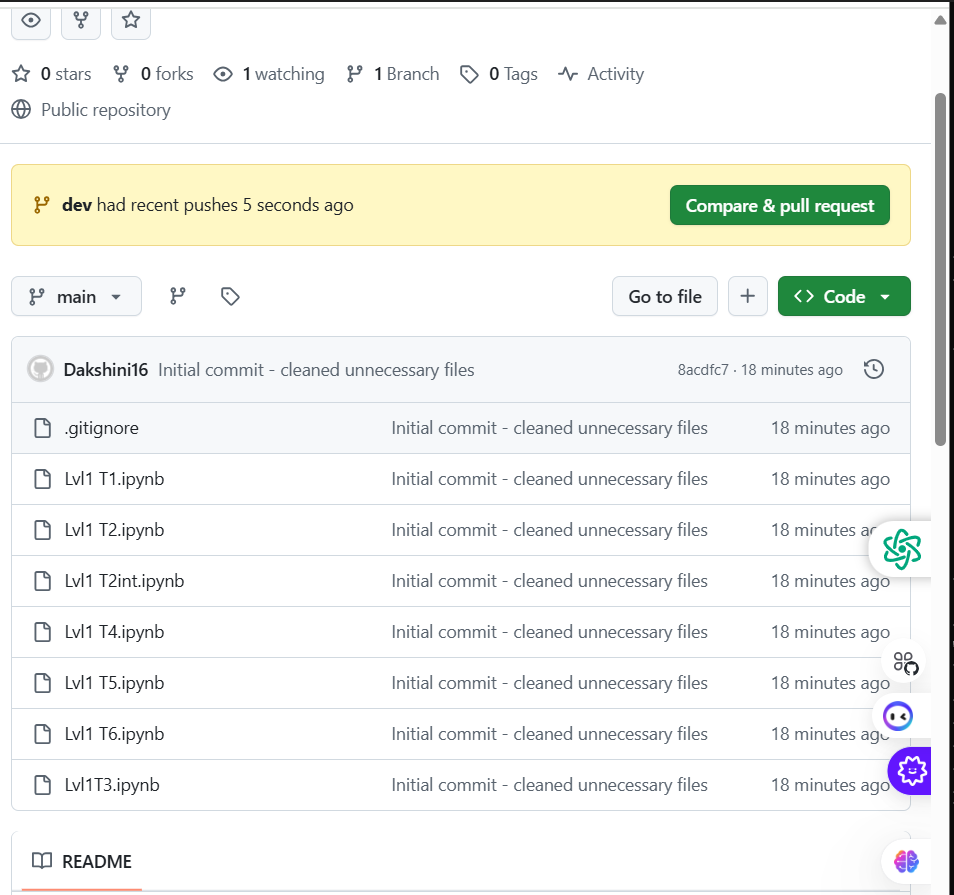 0 stars 0 forks 1 watching 1 Branch 0 Tags Activity
Public repository
dev had recent pushes 5 seconds ago Compare & pull request
main Go to file Code
Dakshini16 Initial commit - cleaned unnecessary files 8acdfc7 · 18 minutes ago
.gitignore Initial commit - cleaned unnecessary files 18 minutes ago
Lvl1 T1.ipynb Initial commit - cleaned unnecessary files 18 minutes ago
Lvl1 T2.ipynb Initial commit - cleaned unnecessary files 18 minutes ago
Lvl1 T2int.ipynb Initial commit - cleaned unnecessary files 18 minutes ago
Lvl1 T4.ipynb Initial commit - cleaned unnecessary files 18 minutes ago
Lvl1 T5.ipynb Initial commit - cleaned unnecessary files 18 minutes ago
Lvl1 T6.ipynb Initial commit - cleaned unnecessary files 18 minutes ago
Lvl1T3.ipynb Initial commit - cleaned unnecessary files 18 minutes ago
README